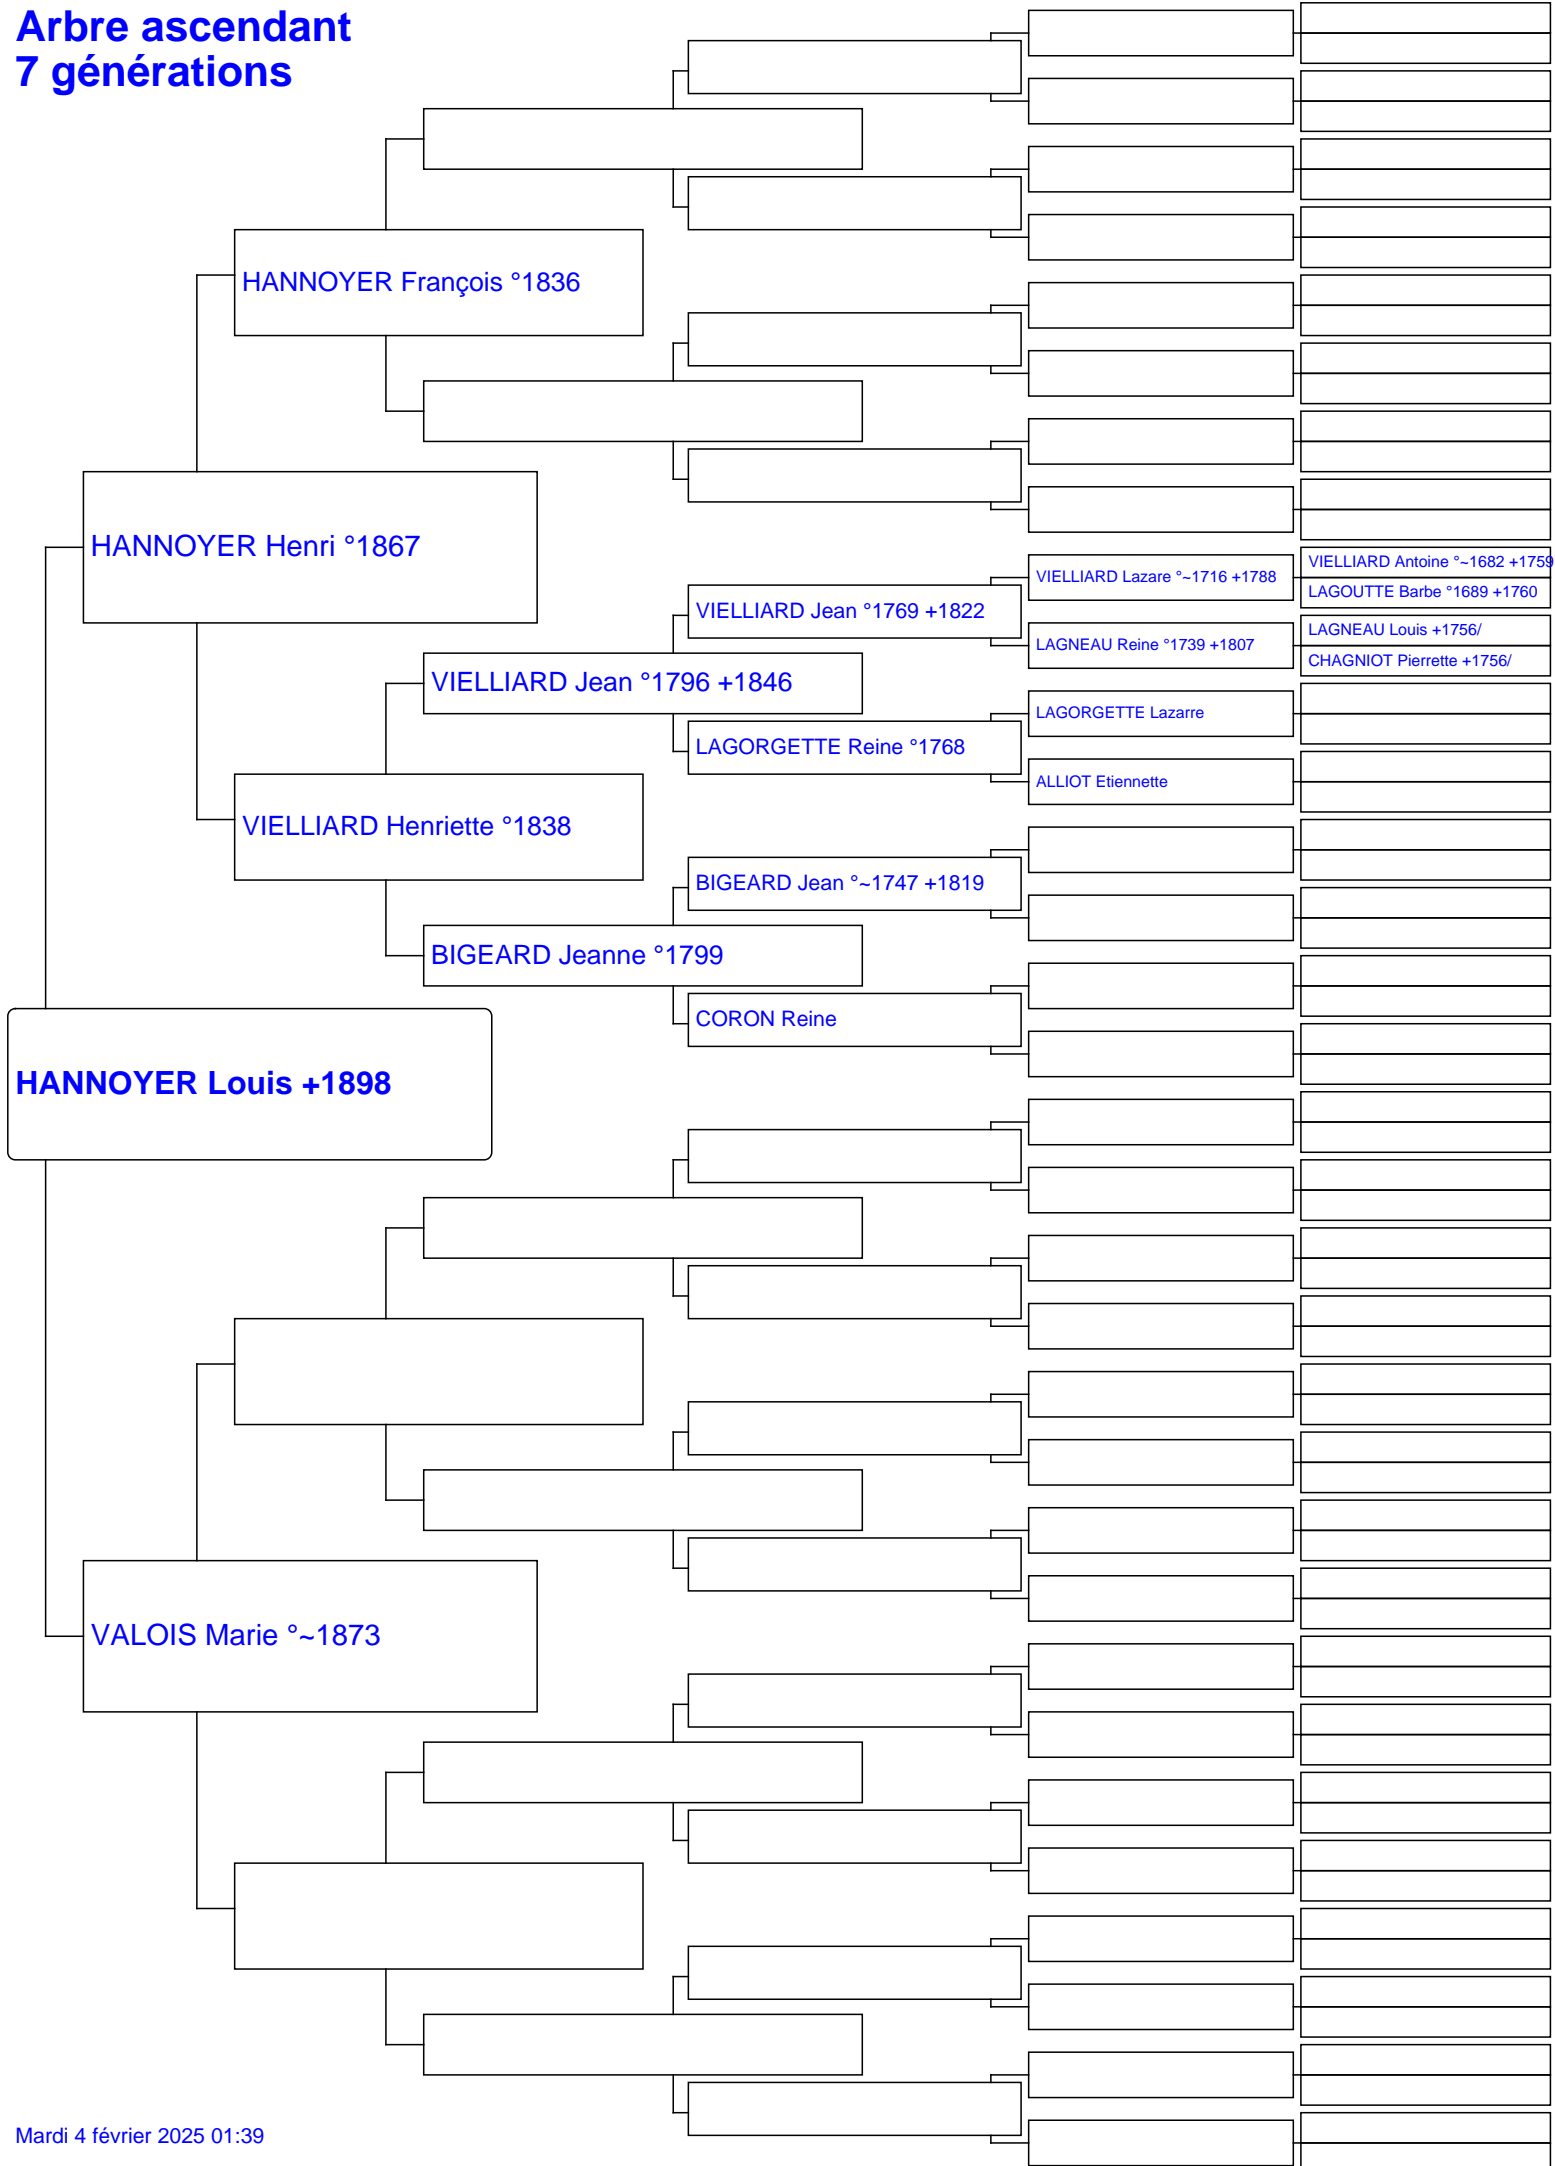 Arbre ascendant
7 générations
HANNOYER François °1836
HANNOYER Henri °1867
VIELLIARD Antoine °~1682 +1759
VIELLIARD Lazare °~1716 +1788
LAGOUTTE Barbe °1689 +1760
VIELLIARD Jean °1769 +1822
LAGNEAU Louis +1756/
LAGNEAU Reine °1739 +1807
CHAGNIOT Pierrette +1756/
VIELLIARD Jean °1796 +1846
LAGORGETTE Lazarre
LAGORGETTE Reine °1768
ALLIOT Etiennette
VIELLIARD Henriette °1838
BIGEARD Jean °~1747 +1819
BIGEARD Jeanne °1799
CORON Reine
HANNOYER Louis +1898
VALOIS Marie °~1873
Mardi 4 février 2025 01:39